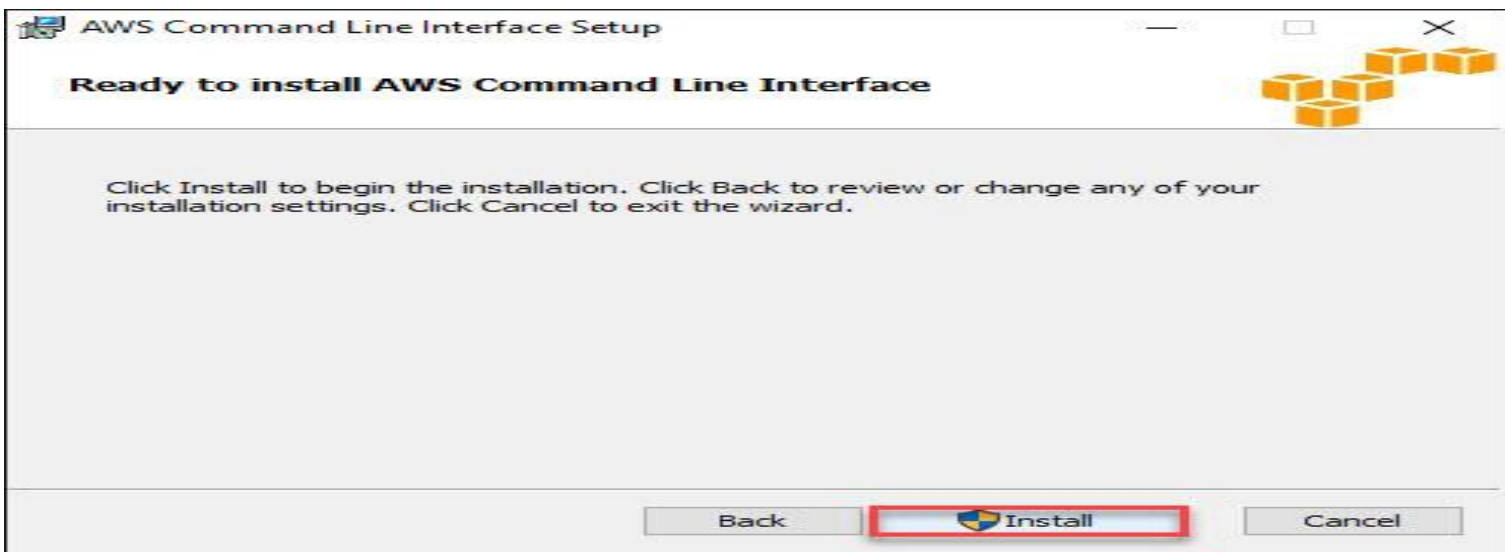 AWS Command Line Interface Setup
Ready to install AWS Command Line Interface
Click Install to begin the installation. Click Back to review or change any of your
installation settings. Click Cancel to exit the wizard.
Back Install Cancel